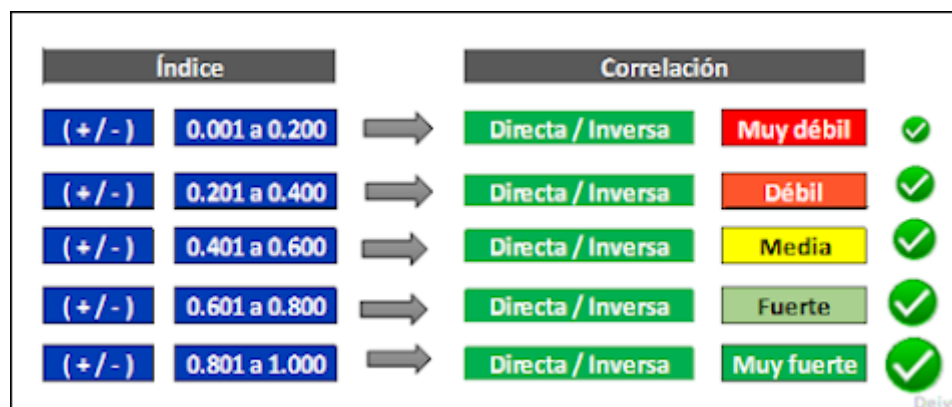 Índice Correlación
(+/-) 0.001 a 0.200 Directa / Inversa Muy débil
(+/-) 0.201 a 0.400 Directa / Inversa Débil
(+/-) 0.401 a 0.600 Directa / Inversa Media
(+/-) 0.601 a 0.800 Directa / Inversa Fuerte
(+/-) 0.801 a 1.000 Directa / Inversa Muy fuerte